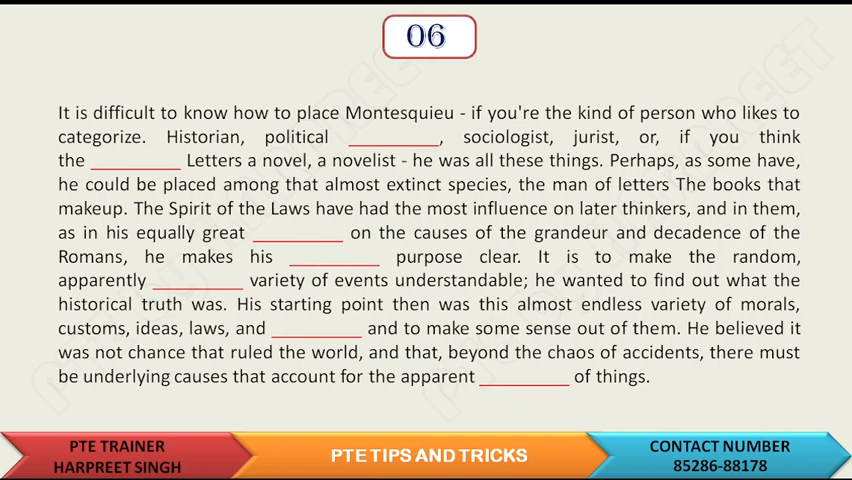 06
It is difficult to know how to place Montesquieu - if you're the kind of person who likes to
categorize. Historian, political _________, sociologist, jurist, or, if you think
the _________ Letters a novel, a novelist - he was all these things. Perhaps, as some have,
he could be placed among that almost extinct species, the man of letters The books that
makeup. The Spirit of the Laws have had the most influence on later thinkers, and in them,
as in his equally great _________ on the causes of the grandeur and decadence of the
Romans, he makes his _________ purpose clear. It is to make the random,
apparently _________ variety of events understandable; he wanted to find out what the
historical truth was. His starting point then was this almost endless variety of morals,
customs, ideas, laws, and _________ and to make some sense out of them. He believed it
was not chance that ruled the world, and that, beyond the chaos of accidents, there must
be underlying causes that account for the apparent _________ of things.
PTE TRAINER
HARPREET SINGH
PTE TIPS AND TRICKS
CONTACT NUMBER
85286-88178